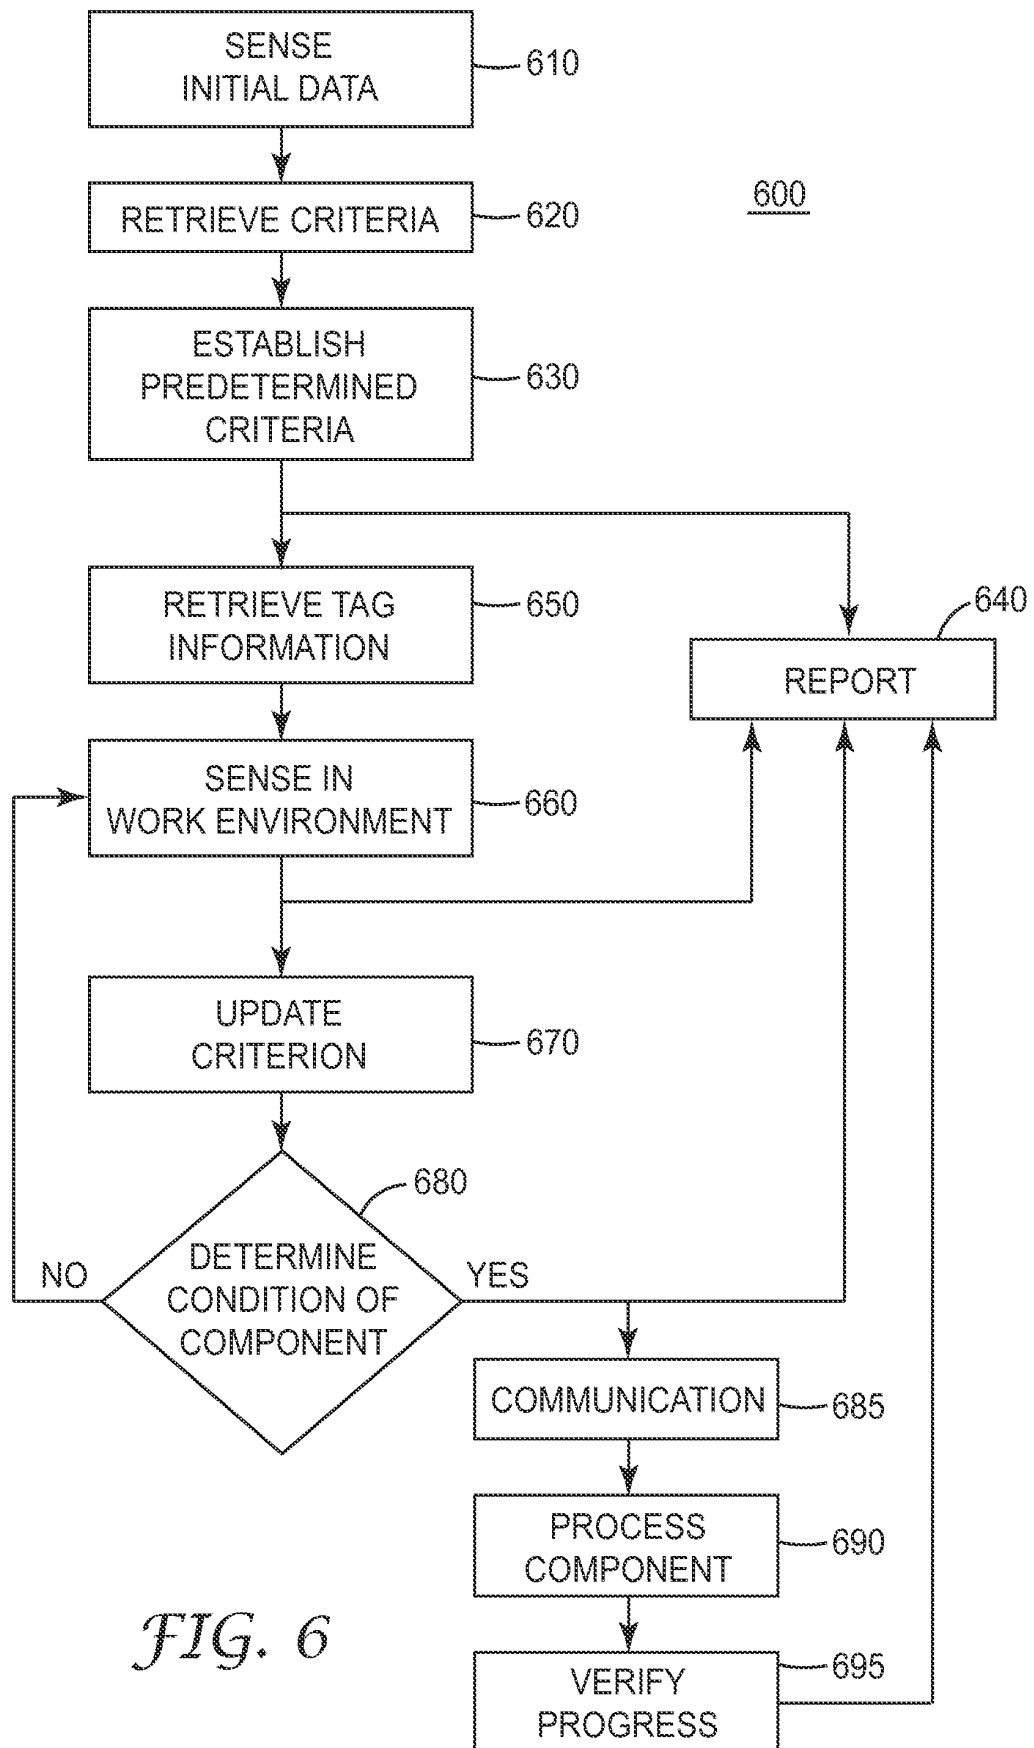 SENSE
INITIAL DATA
610
RETRIEVE CRITERIA
620
600
ESTABLISH
PREDETERMINED
CRITERIA
630
RETRIEVE TAG
INFORMATION
650
640
REPORT
SENSE IN
WORK ENVIRONMENT
660
UPDATE
CRITERION
670
680
DETERMINE
CONDITION OF
COMPONENT
NO
YES
COMMUNICATION
685
PROCESS
COMPONENT
690
VERIFY
PROGRESS
695
FIG. 6